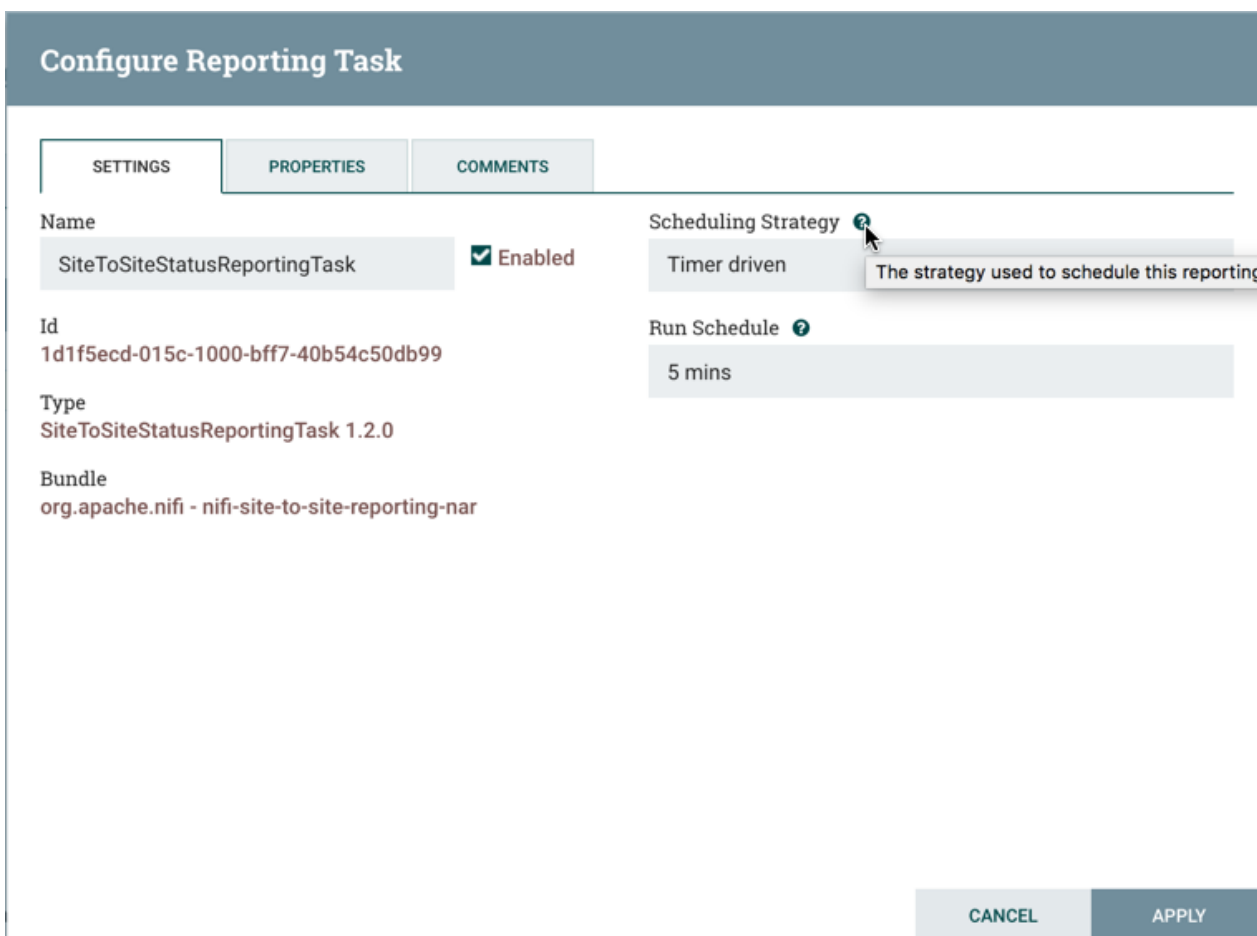 Configure Reporting Task
SETTINGS PROPERTIES COMMENTS
Name
SiteToSiteStatusReportingTask
Enabled
Id
1d1f5ecd-015c-1000-bff7-40b54c50db99
Type
SiteToSiteStatusReportingTask 1.2.0
Bundle
org.apache.nifi - nifi-site-to-site-reporting-nar
Scheduling Strategy ?
Timer driven
The strategy used to schedule this reporting
Run Schedule ?
5 mins
CANCEL APPLY